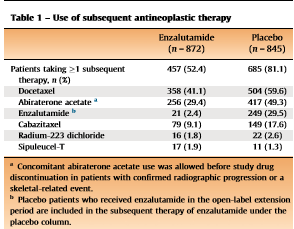 Table 1 – Use of subsequent antineoplastic therapy
Enzalutamide Placebo
(n = 872) (n = 845)
Patients taking ≥1 subsequent 457 (52.4) 685 (81.1)
therapy, n (%)
Docetaxel 358 (41.1) 504 (59.6)
Abiraterone acetate a 256 (29.4) 417 (49.3)
Enzalutamide b 21 (2.4) 249 (29.5)
Cabazitaxel 79 (9.1) 149 (17.6)
Radium-223 dichloride 16 (1.8) 22 (2.6)
Sipuleucel-T 17 (1.9) 11 (1.3)
a Concomitant abiraterone acetate use was allowed before study drug
discontinuation in patients with confirmed radiographic progression or a
skeletal-related event.
b Placebo patients who received enzalutamide in the open-label extension
period are included in the subsequent therapy of enzalutamide under the
placebo column.